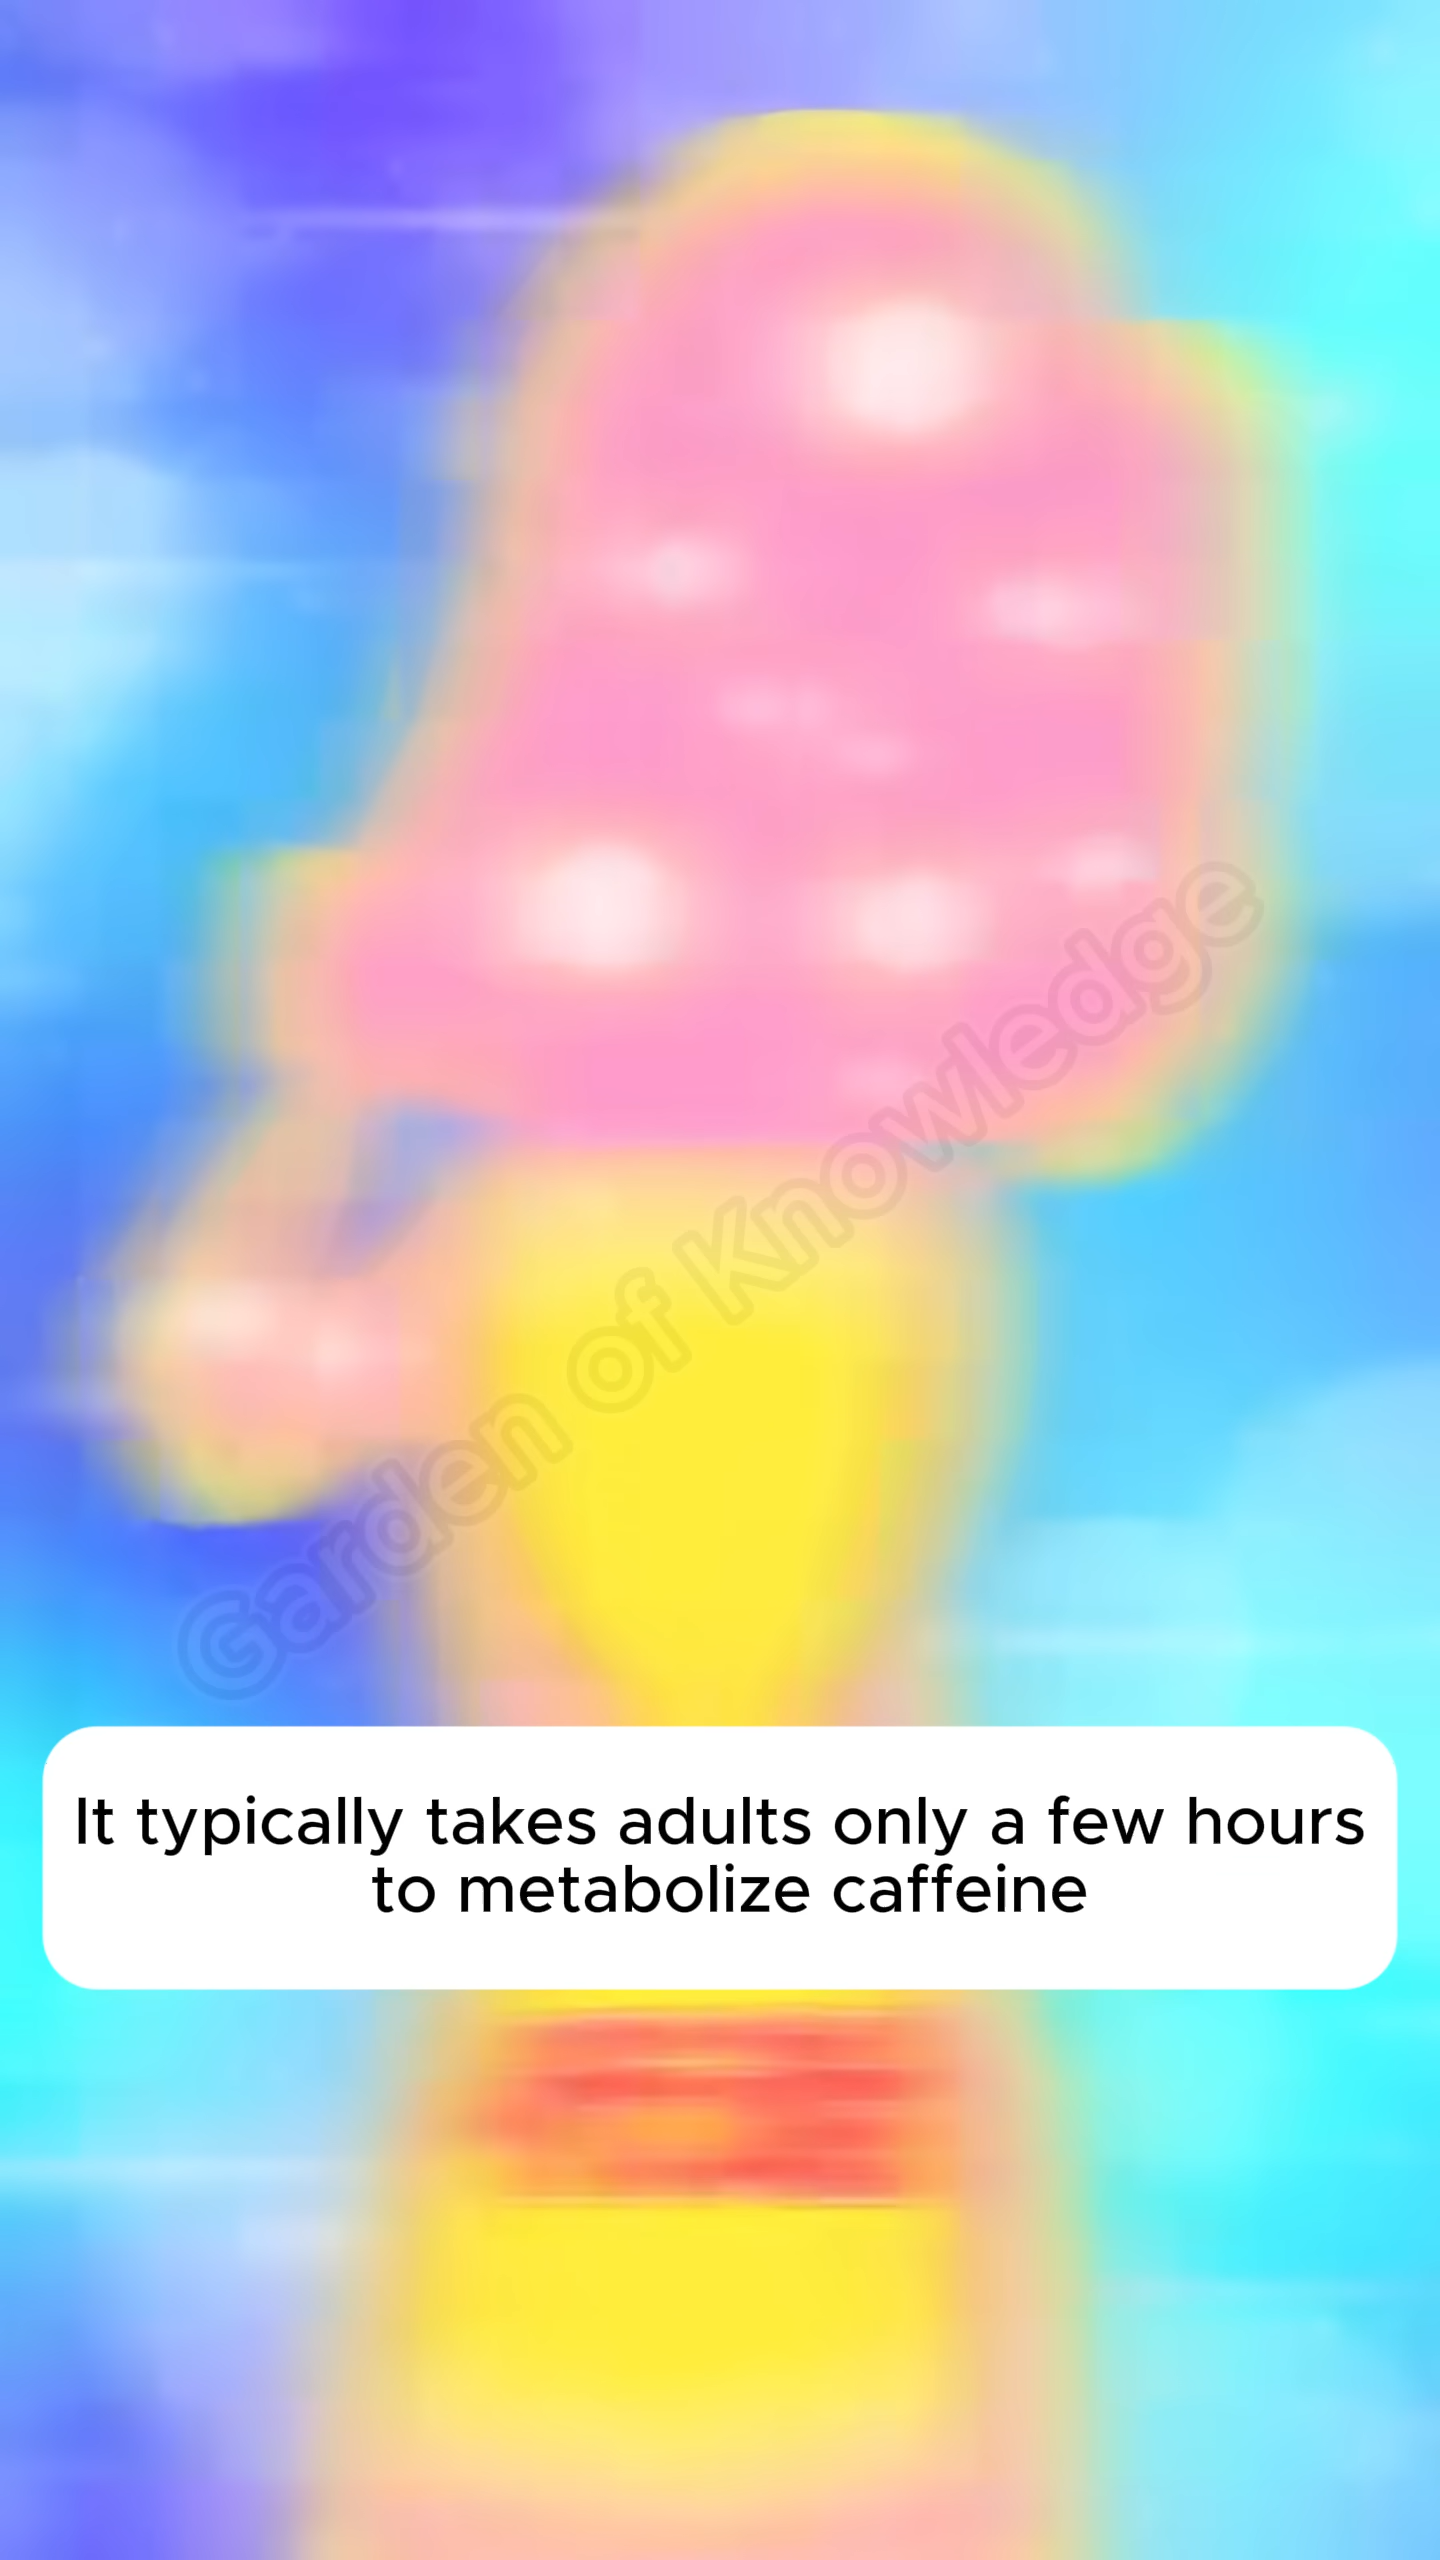 Garden of Knowledge
It typically takes adults only a few hours
to metabolize caffeine